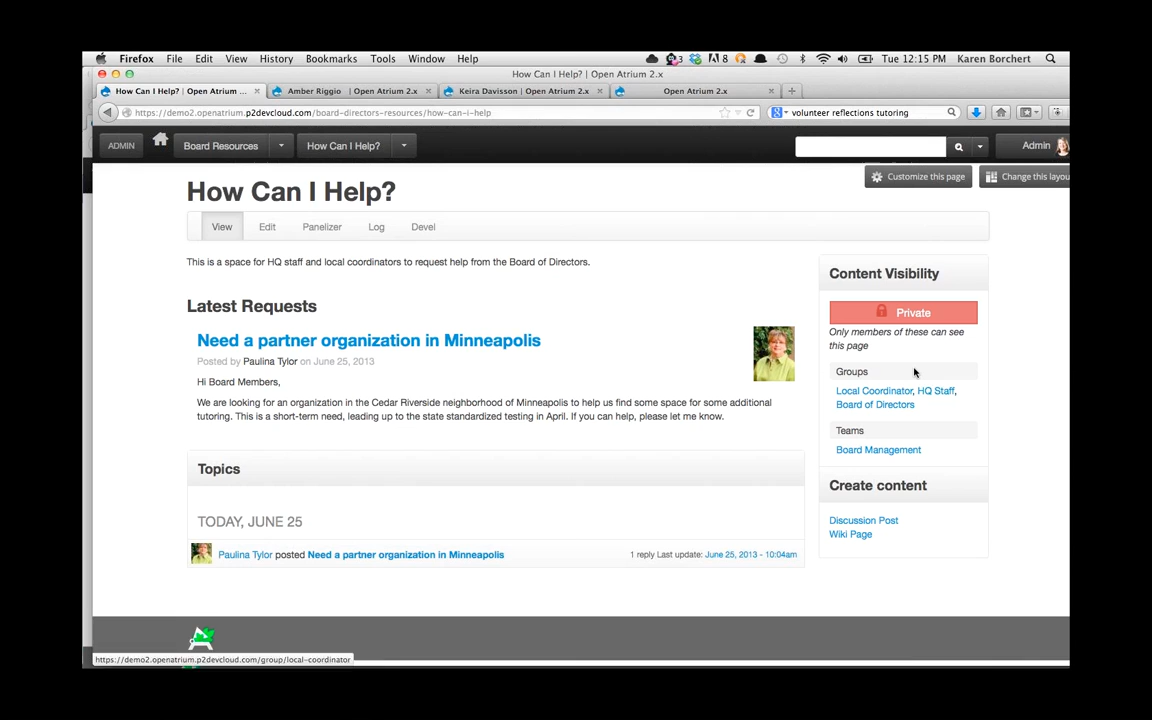 Firefox File Edit View History Bookmarks Tools Window Help 3 8 Tue 12:15 PM Karen Borchert
How Can I Help? | Open Atrium 2.x
How Can I Help? | Open Atrium ... Amber Riggio | Open Atrium 2.x Keira Davisson | Open Atrium 2.x Open Atrium 2.x
https://demo2.openatrium.p2devcloud.com/board-directors-resources/how-can-i-help volunteer reflections tutoring
ADMIN Board Resources How Can I Help? Admin
Customize this page Change this layou
How Can I Help?
View Edit Panelizer Log Devel
This is a space for HQ staff and local coordinators to request help from the Board of Directors.
Latest Requests
Need a partner organization in Minneapolis
Posted by Paulina Tylor on June 25, 2013
Hi Board Members,
We are looking for an organization in the Cedar Riverside neighborhood of Minneapolis to help us find some space for some additional
tutoring. This is a short-term need, leading up to the state standardized testing in April. If you can help, please let me know.
Topics
TODAY, JUNE 25
Paulina Tylor posted Need a partner organization in Minneapolis 1 reply Last update: June 25, 2013 - 10:04am
Content Visibility
Private
Only members of these can see
this page
Groups
Local Coordinator, HQ Staff,
Board of Directors
Teams
Board Management
Create content
Discussion Post
Wiki Page
https://demo2.openatrium.p2devcloud.com/group/local-coordinator